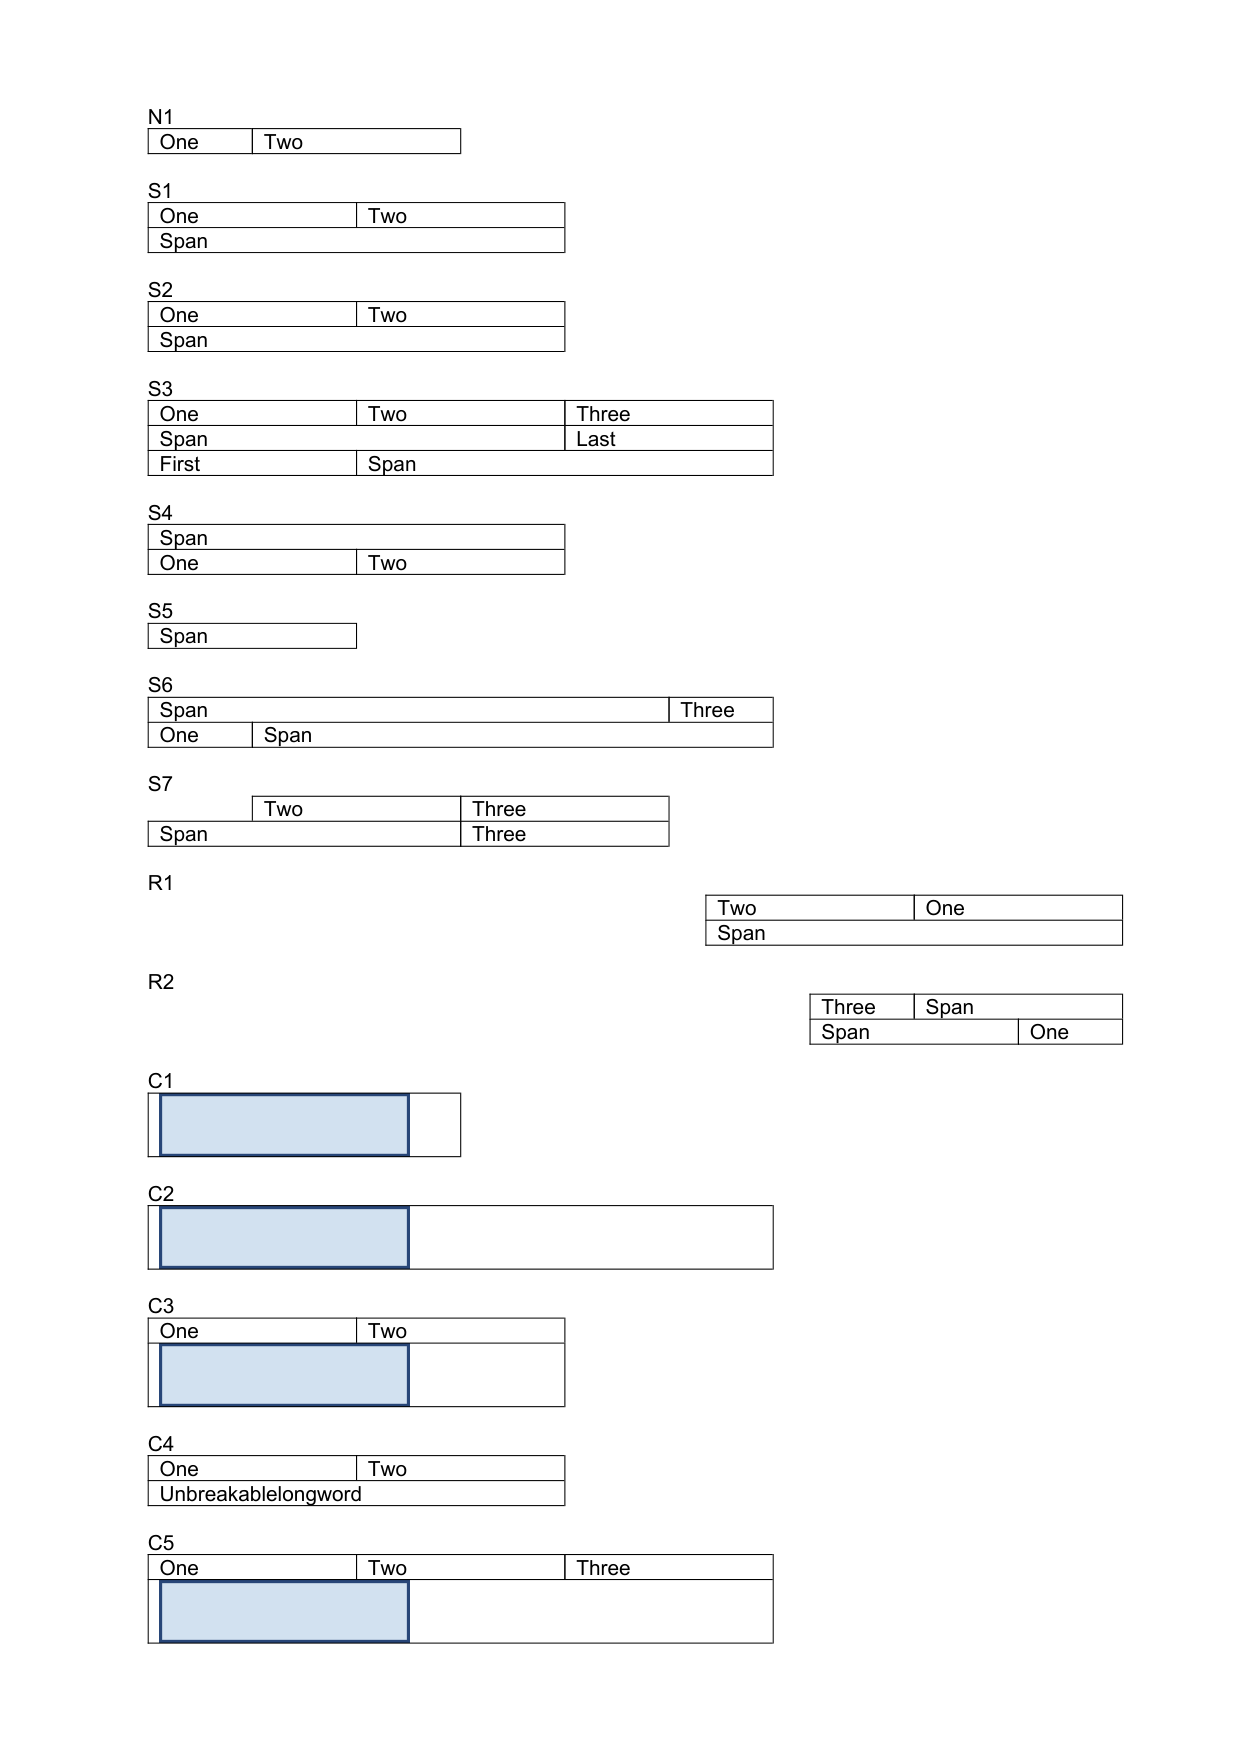 N1
One Two
S1
One Two
Span
S2
One Two
Span
S3
One Two Three
Span Last
First Span
S4
Span
One Two
S5
Span
S6
Span Three
One Span
S7
Two Three
Span Three
R1
Two One
Span
R2
Three Span
Span One
C1
C2
C3
One Two
C4
One Two
Unbreakablelongword
C5
One Two Three